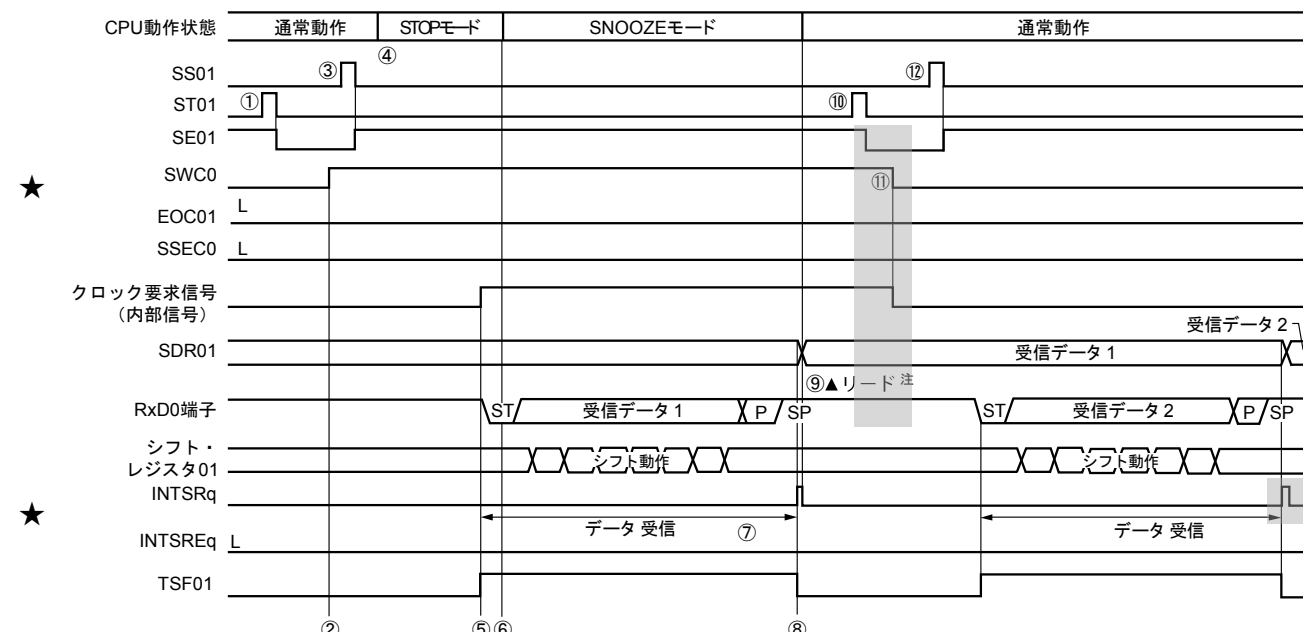 CPU動作状態 通常動作 STOPモード SNOOZEモード 通常動作
④
SS01 ③ ⑫
ST01 ① ⑩
SE01
★ SWC0 ⑪
EOC01 L
SSEC0 L
クロック要求信号
（内部信号）
受信データ2
SDR01 受信データ1
⑨▲リード注
RxD0端子 ST 受信データ1 P SP ST 受信データ2 P SP
シフト・
レジスタ01 シフト動作 シフト動作
★ INTSRq
データ 受信 ⑦ データ 受信
INTSREq L
TSF01
② ⑤⑥ ⑧